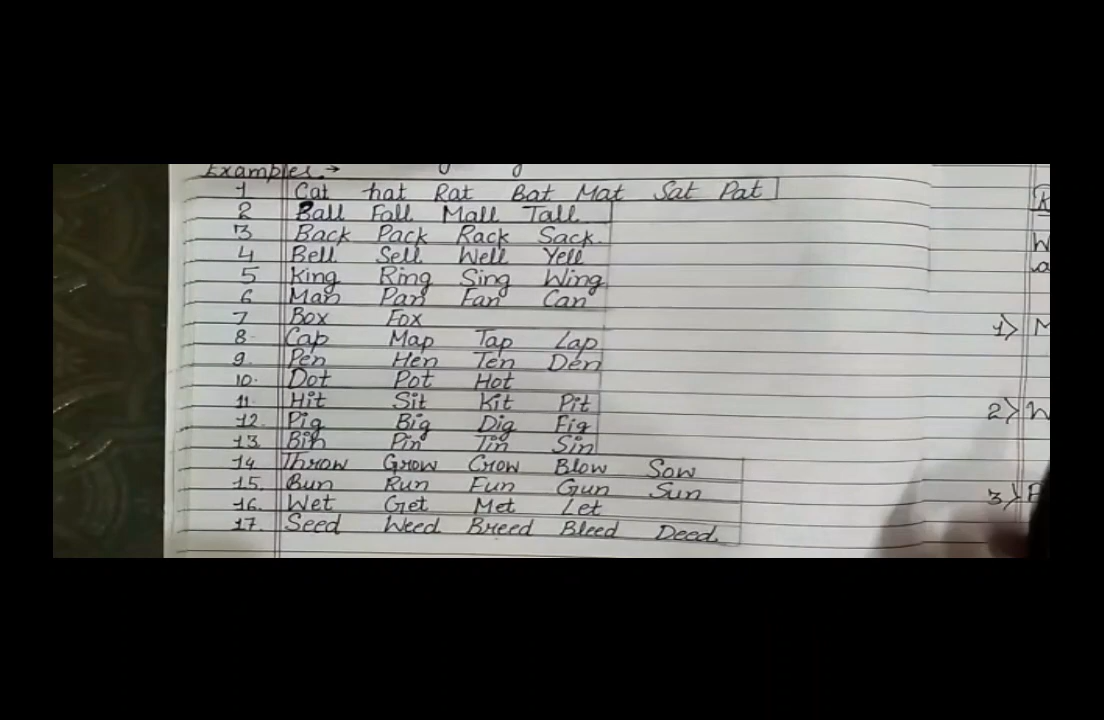 Examples →
1 Cat hat Rat Bat Mat Sat Pat
2 Ball Fall Mall Tall
3 Back Pack Rack Sack.
4 Bell Sell Well Yell
5 King Ring Sing Wing
6 Man Pan Fan Can
7 Box Fox
8. Cap Map Tap Lap
9. Pen Hen Ten Den
10. Dot Pot Hot
11. Hit Sit Kit Pit
12. Pig Big Dig Fig
13. Bin Pin Tin Sin
14. Throw Grow Crow Blow Sow
15. Bun Run Fun Gun Sun
16. Wet Get Met Let
17. Seed Weed Breed Bleed Deed.
1)
2)
3)